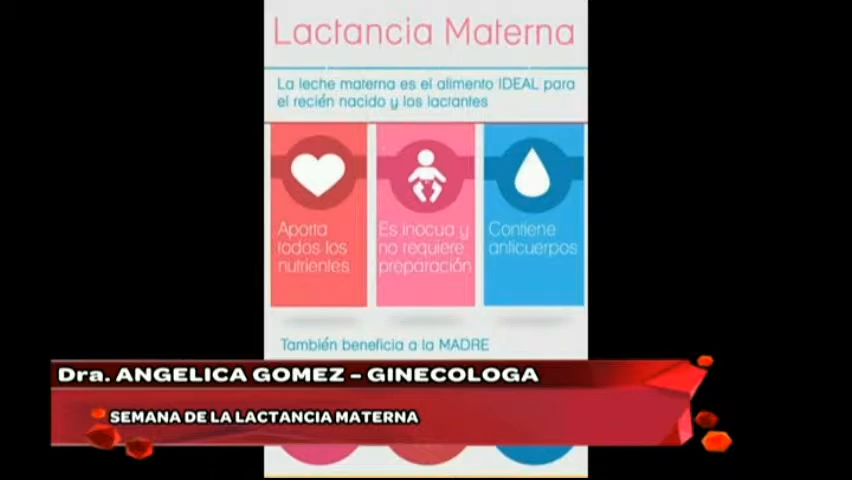 Lactancia Materna
La leche materna es el alimento IDEAL para
el recién nacido y los lactantes
Aporta
todos los
nutrientes
Es inocua y
no requiere
preparación
Contiene
anticuerpos
También beneficia a la MADRE
Dra. ANGELICA GOMEZ - GINECOLOGA
SEMANA DE LA LACTANCIA MATERNA